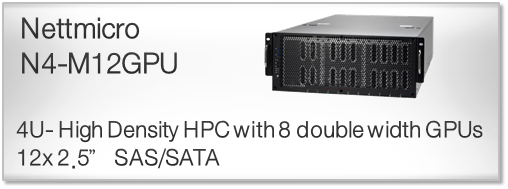 Nettmicro
N4-M12GPU
4U- High Density HPC with 8 double width GPUs
12x 2.5” SAS/SATA